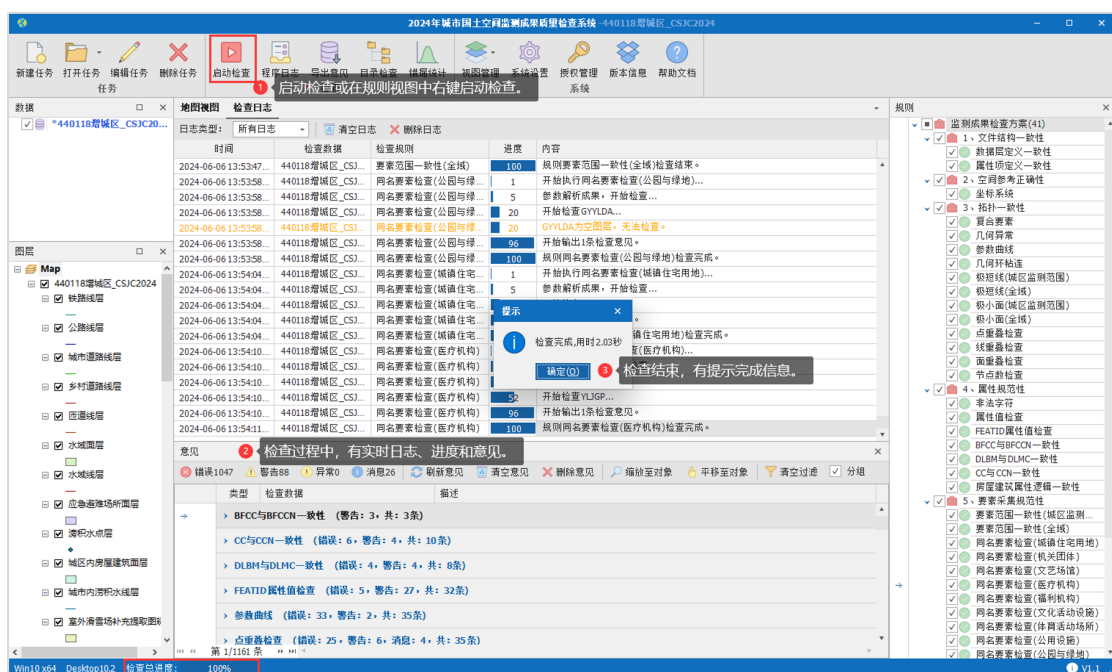 2024年城市国土空间监测成果质量检查系统-440118增城区_CSJC2024
新建任务 打开任务 编辑任务 删除任务 启动检查 程序日志 导出意见 目录检查 错漏统计 视图管理 系统设置 授权管理 版本信息 帮助文档
任务 系统
1 启动检查或在规则视图中右键启动检查。
数据
*440118增城区_CSJC20...
图层
Map
440118增城区_CSJC2024
铁路线层
公路线层
城市道路线层
乡村道路线层
匝道线层
水域面层
水域线层
应急避难场所面层
涝积水点层
城区内房屋建筑面层
城市内涝积水线层
室外滑雪场补充提取图斑
地图视图 检查日志
日志类型: 所有日志 清空日志 删除日志
时间 检查数据 检查规则 进度 内容
2024-06-06 13:53:47... 440118增城区_CSJ... 要素范围一致性(全域) 100 规则要素范围一致性(全域)检查结束。
2024-06-06 13:53:58... 440118增城区_CSJ... 同名要素检查(公园与绿... 1 开始执行同名要素检查(公园与绿地)...
2024-06-06 13:53:58... 440118增城区_CSJ... 同名要素检查(公园与绿... 5 参数解析成果，开始检查...
2024-06-06 13:53:58... 440118增城区_CSJ... 同名要素检查(公园与绿... 20 开始检查GYYLDA...
2024-06-06 13:53:58... 440118增城区_CSJ... 同名要素检查(公园与绿... 20 GYYLDA为空图层，无法检查。
2024-06-06 13:53:58... 440118增城区_CSJ... 同名要素检查(公园与绿... 96 开始输出1条检查意见。
2024-06-06 13:53:58... 440118增城区_CSJ... 同名要素检查(公园与绿... 100 规则同名要素检查(公园与绿地)检查完成。
2024-06-06 13:54:04... 440118增城区_CSJ... 同名要素检查(城镇住宅... 1 开始执行同名要素检查(城镇住宅用地)...
2024-06-06 13:54:04... 440118增城区_CSJ... 同名要素检查(城镇住宅... 5 参数解析成果，开始检查...
2024-06-06 13:54:04... 440118增城区_CSJ... 同名要素检查(城镇住宅...
2024-06-06 13:54:04... 440118增城区_CSJ... 同名要素检查(城镇住宅... 。
2024-06-06 13:54:04... 440118增城区_CSJ... 同名要素检查(城镇住宅... 镇住宅用地)检查完成。
2024-06-06 13:54:10... 440118增城区_CSJ... 同名要素检查(医疗机构) (医疗机构)...
2024-06-06 13:54:10... 440118增城区_CSJ... 同名要素检查(医疗机构)
2024-06-06 13:54:10... 440118增城区_CSJ... 同名要素检查(医疗机构)
2024-06-06 13:54:10... 440118增城区_CSJ... 同名要素检查(医疗机构) 52 开始检查YLJGP...
2024-06-06 13:54:10... 440118增城区_CSJ... 同名要素检查(医疗机构) 96 开始输出1条检查意见。
2024-06-06 13:54:11... 440118增城区_CSJ... 同名要素检查(医疗机构) 100 规则同名要素检查(医疗机构)检查完成。
提示
检查完成,用时2.03秒
确定(O)
3 检查结束，有提示完成信息。
意见
2 检查过程中，有实时日志、进度和意见。
错误1047 警告88 异常0 消息26 刷新意见 清空意见 删除意见 缩放至对象 平移至对象 清空过滤 分组
类型 检查数据 描述
BFCC与BFCCN一致性 (警告: 3，共: 3条)
CC与CCN一致性 (错误: 6，警告: 4，共: 10条)
DLBM与DLMC一致性 (错误: 4，警告: 4，共: 8条)
FEATID属性值检查 (错误: 5，警告: 27，共: 32条)
参数曲线 (错误: 33，警告: 2，共: 35条)
点重叠检查 (错误: 25，警告: 6，消息: 4，共: 35条)
第 1/1161 条
规则
监测成果检查方案(41)
1、文件结构一致性
数据层定义一致性
属性项定义一致性
2、空间参考正确性
坐标系统
3、拓扑一致性
复合要素
几何异常
参数曲线
几何环粘连
极短线(城区监测范围)
极短线(全域)
极小面(城区监测范围)
极小面(全域)
点重叠检查
线重叠检查
面重叠检查
节点数检查
4、属性规范性
非法字符
属性值检查
FEATID属性值检查
BFCC与BFCCN一致性
DLBM与DLMC一致性
CC与CCN一致性
房屋建筑属性逻辑一致性
5、要素采集规范性
要素范围一致性(城区监测...
要素范围一致性(全域)
同名要素检查(城镇住宅用地)
同名要素检查(机关团体)
同名要素检查(文艺场馆)
同名要素检查(医疗机构)
同名要素检查(福利机构)
同名要素检查(文化活动设施)
同名要素检查(体育活动场所)
同名要素检查(公用设施)
同名要素检查(公园与绿地)
Win10 x64 Desktop10.2 检查总进度: 100% V1.1